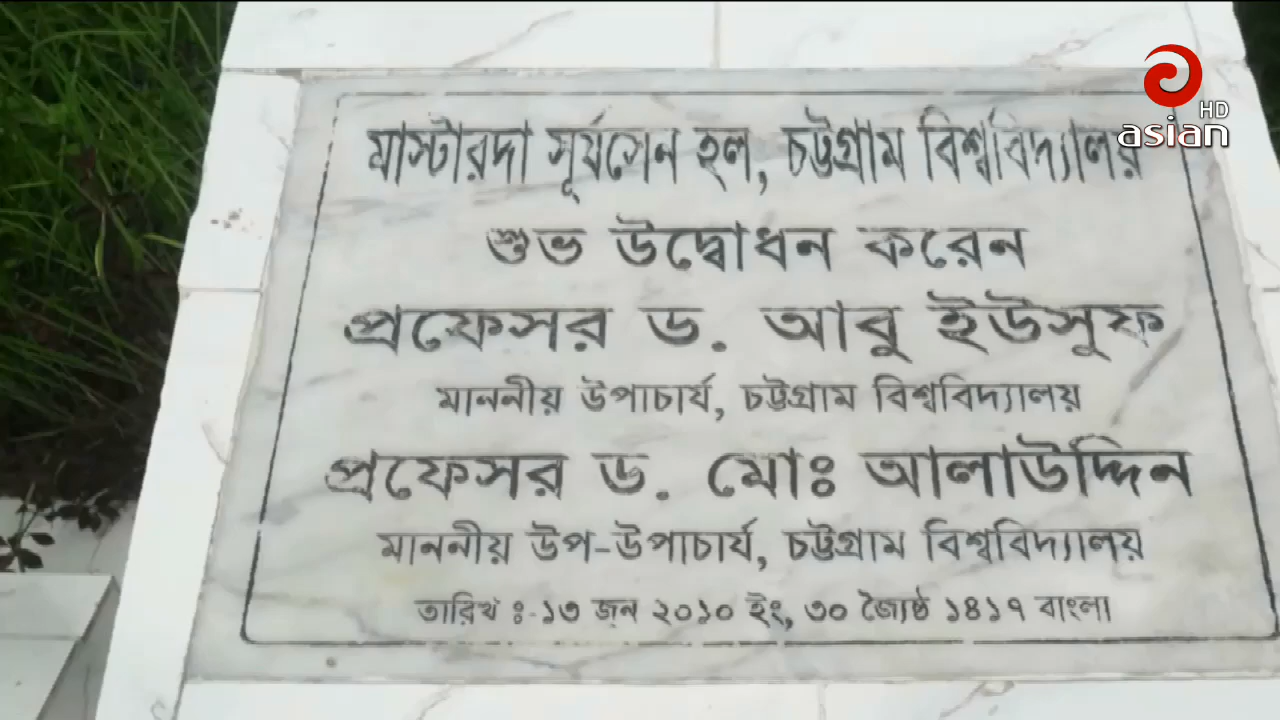 মাস্টারদা সূর্যসেন হল, চট্টগ্রাম বিশ্ববিদ্যালয়
শুভ উদ্বোধন করেন
প্রফেসর ড. আবু ইউসুফ
মাননীয় উপাচার্য, চট্টগ্রাম বিশ্ববিদ্যালয়
প্রফেসর ড. মোঃ আলাউদ্দিন
মাননীয় উপ-উপাচার্য, চট্টগ্রাম বিশ্ববিদ্যালয়
তারিখ ঃ-১৩ জুন ২০১০ ইং, ৩০ জ্যৈষ্ঠ ১৪১৭ বাংলা
HD
asian